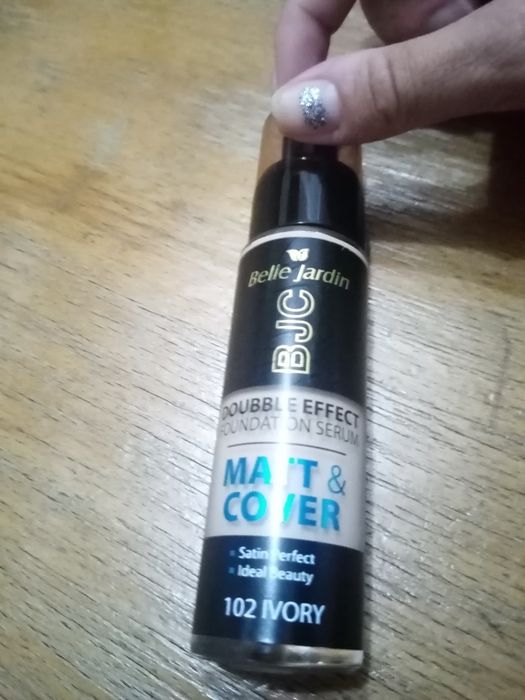 Belle Jardin
BJC
DOUBBLE EFFECT
FOUNDATION SERUM
MATT &
COVER
Satin Perfect
Ideal Beauty
102 IVORY